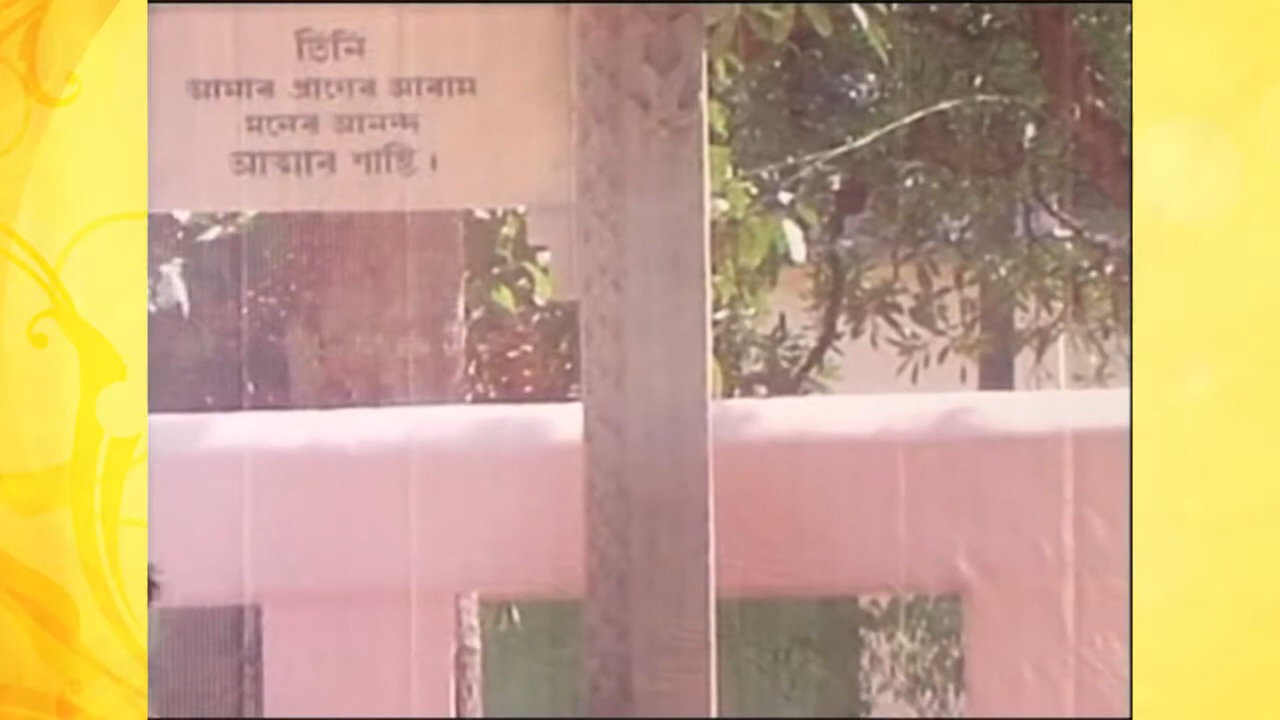 তিনি
আমার প্রাণের আরাম
মনের আনন্দ
আত্মার শান্তি।